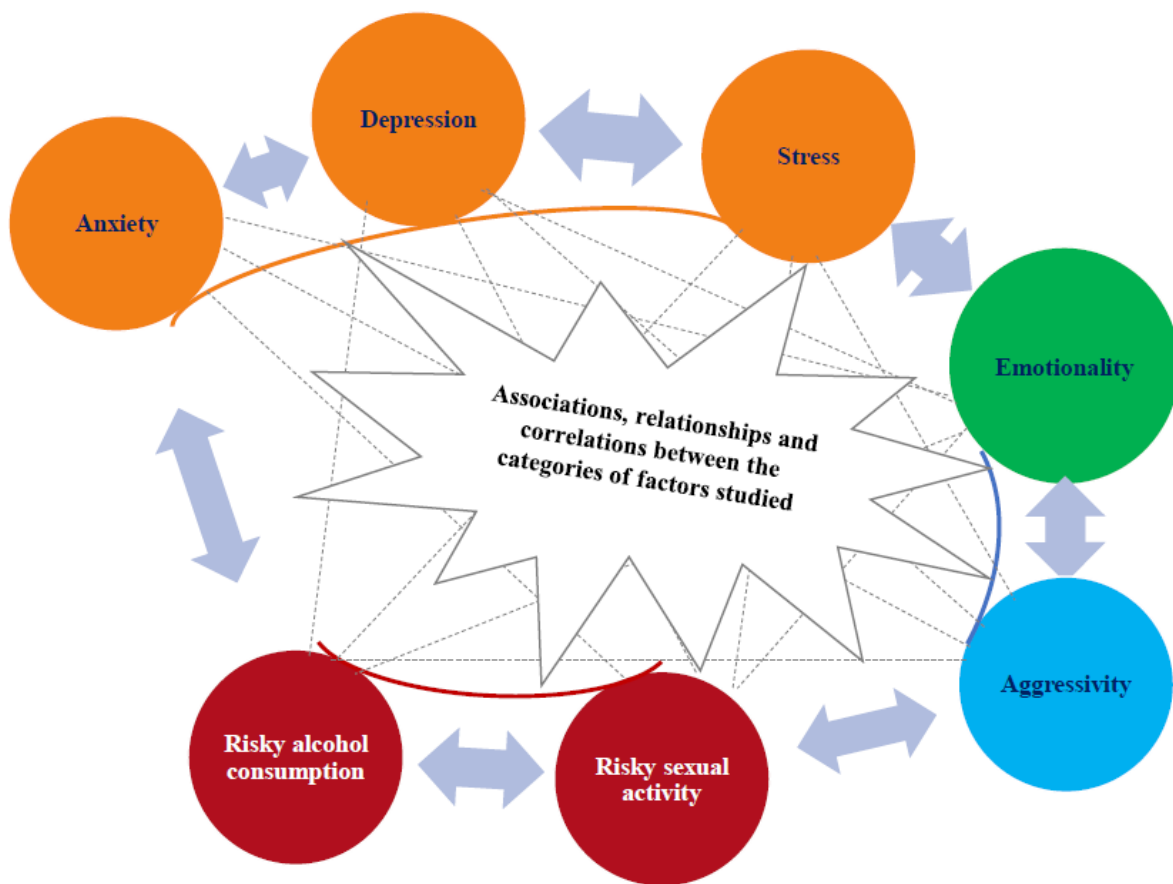 Depression
Stress
Anxiety
Emotionality
Associations, relationships and
correlations between the
categories of factors studied
Aggressivity
Risky alcohol
consumption
Risky sexual
activity